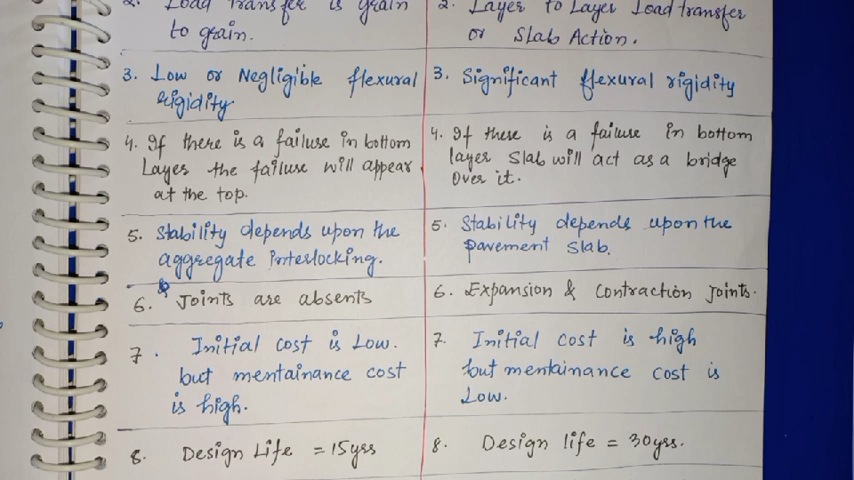 2. Load Transfer is grain
to grain.
3. Low or Negligible flexural
rigidity.
4. If there is a failure in bottom
Layer the failure will appear
at the top.
5. Stability depends upon the
aggregate interlocking.
6. Joints are absents
7. Initial cost is Low.
but mentainance cost
is high.
8. Design Life = 15yrs
2. Layer to Layer Load transfer
or Slab Action.
3. Significant flexural rigidity
4. If there is a failure in bottom
layer slab will act as a bridge
over it.
5. Stability depends upon the
pavement slab.
6. Expansion & Contraction Joints.
7. Initial cost is high
but mentainance cost is
Low.
8. Design life = 30yrs.